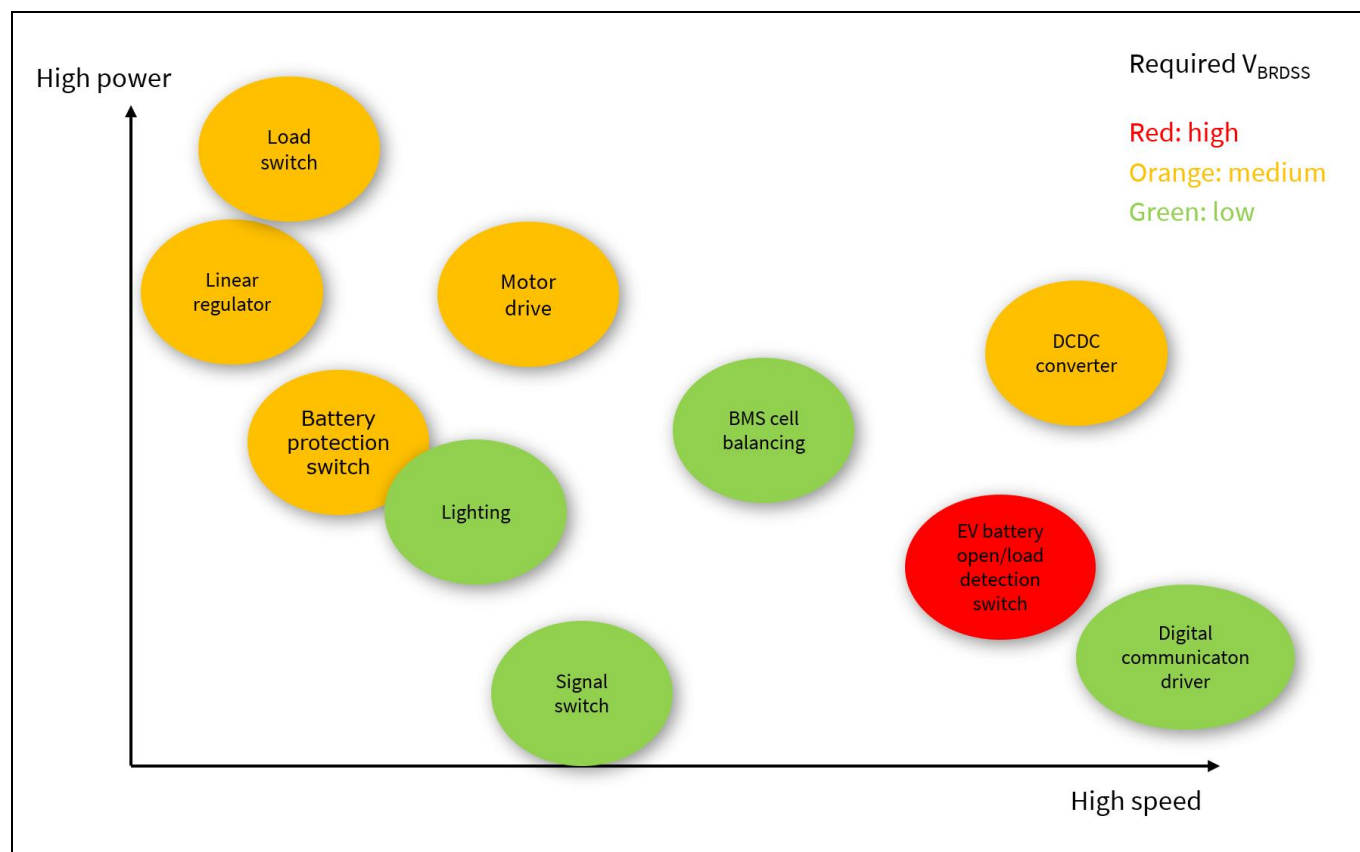 High power
Required VBRDSS
Red: high
Orange: medium
Green: low
Load
switch
Linear
regulator
Motor
drive
DCDC
converter
Battery
protection
switch
BMS cell
balancing
Lighting
EV battery
open/load
detection
switch
Digital
communicaton
driver
Signal
switch
High speed